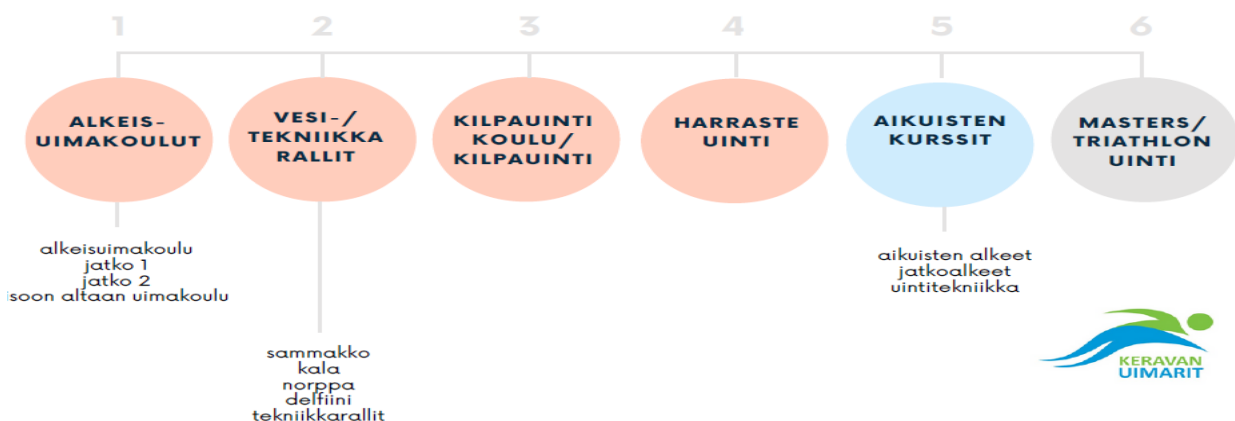 1
2
3
4
5
6
ALKEIS-
UIMAKOULUT
VESI-/
TEKNIIKKA
RALLIT
KILPAUINTI
KOULU/
KILPAUINTI
HARRASTE
UINTI
AIKUISTEN
KURSSIT
MASTERS/
TRIATHLON
UINTI
alkeisuimakoulu
jatko 1
jatko 2
isoon altaan uimakoulu
sammakko
kala
norppa
delfiini
tekniikkarallit
aikuisten alkeet
jatkoalkeet
uintitekniikka
KERAVAN
UIMARIT